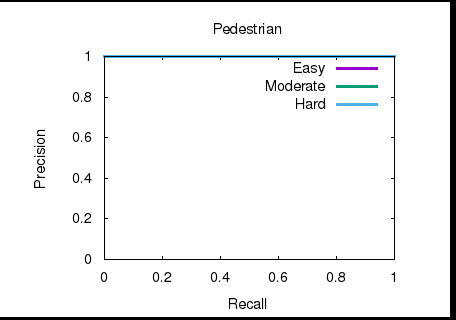 Pedestrian
1
0.8
0.6
0.4
0.2
0
Precision
Easy
Moderate
Hard
0 0.2 0.4 0.6 0.8 1
Recall